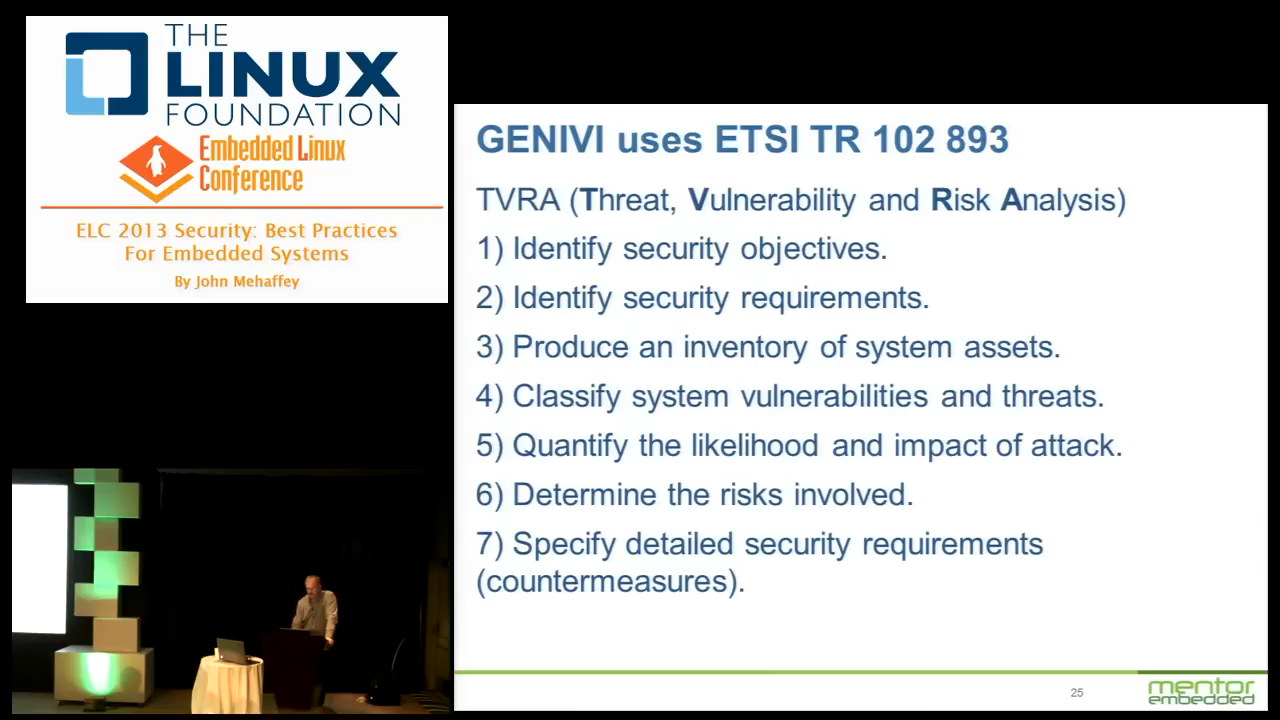 THE
LINUX
FOUNDATION
Embedded Linux
Conference
ELC 2013 Security: Best Practices
For Embedded Systems
By John Mehaffey
GENIVI uses ETSI TR 102 893
TVRA (Threat, Vulnerability and Risk Analysis)
1) Identify security objectives.
2) Identify security requirements.
3) Produce an inventory of system assets.
4) Classify system vulnerabilities and threats.
5) Quantify the likelihood and impact of attack.
6) Determine the risks involved.
7) Specify detailed security requirements
(countermeasures).
25
mentor
embedded